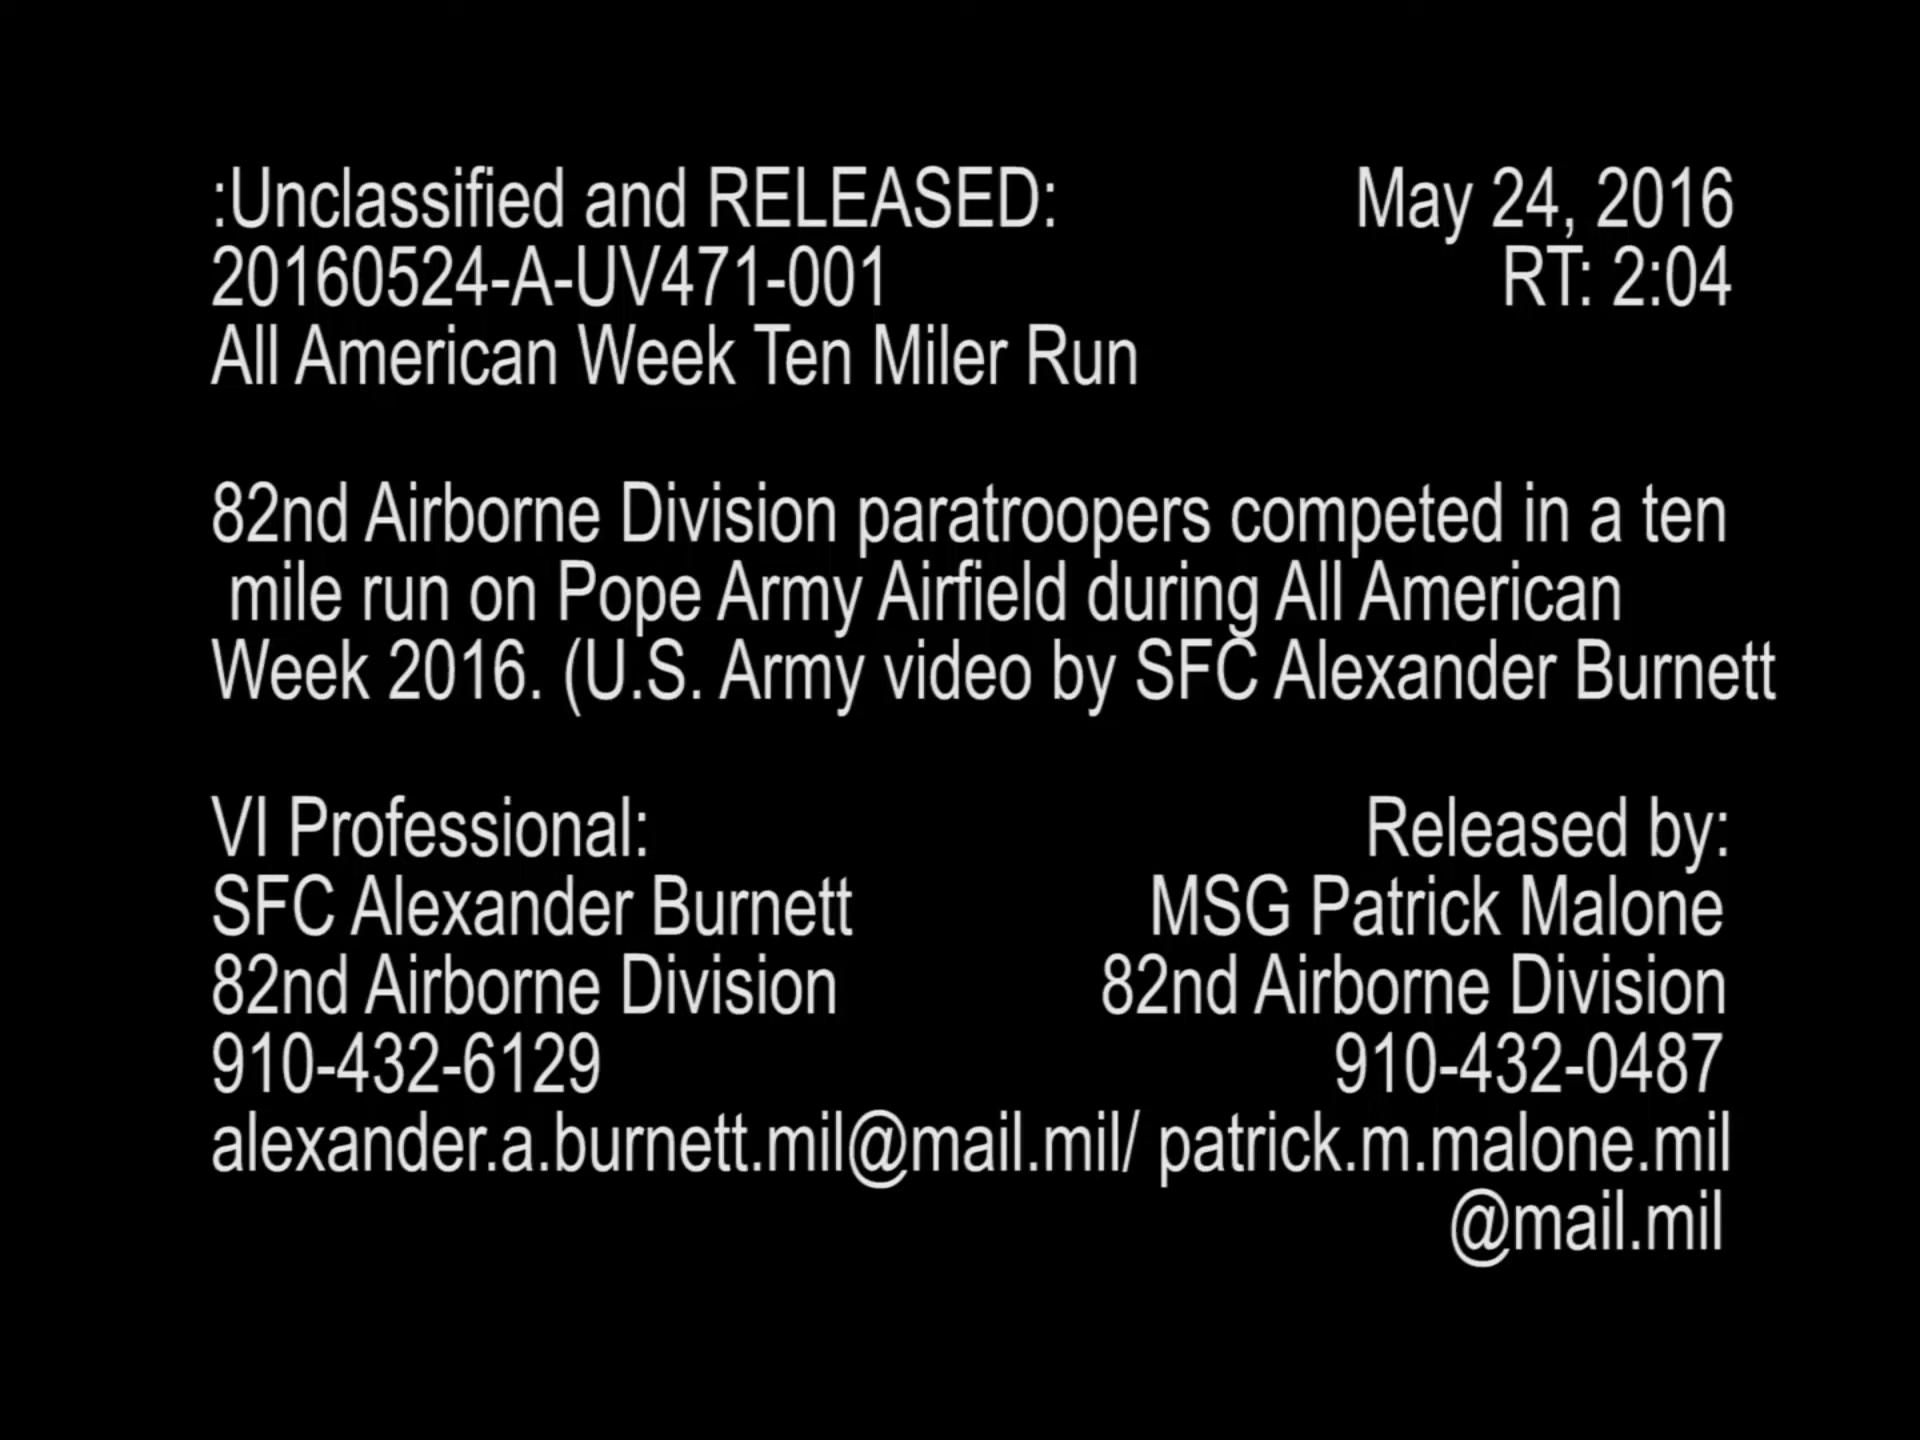 :Unclassified and RELEASED: May 24, 2016
20160524-A-UV471-001 RT: 2:04
All American Week Ten Miler Run
82nd Airborne Division paratroopers competed in a ten
mile run on Pope Army Airfield during All American
Week 2016. (U.S. Army video by SFC Alexander Burnett
VI Professional: Released by:
SFC Alexander Burnett MSG Patrick Malone
82nd Airborne Division 82nd Airborne Division
910-432-6129 910-432-0487
alexander.a.burnett.mil@mail.mil/ patrick.m.malone.mil
@mail.mil